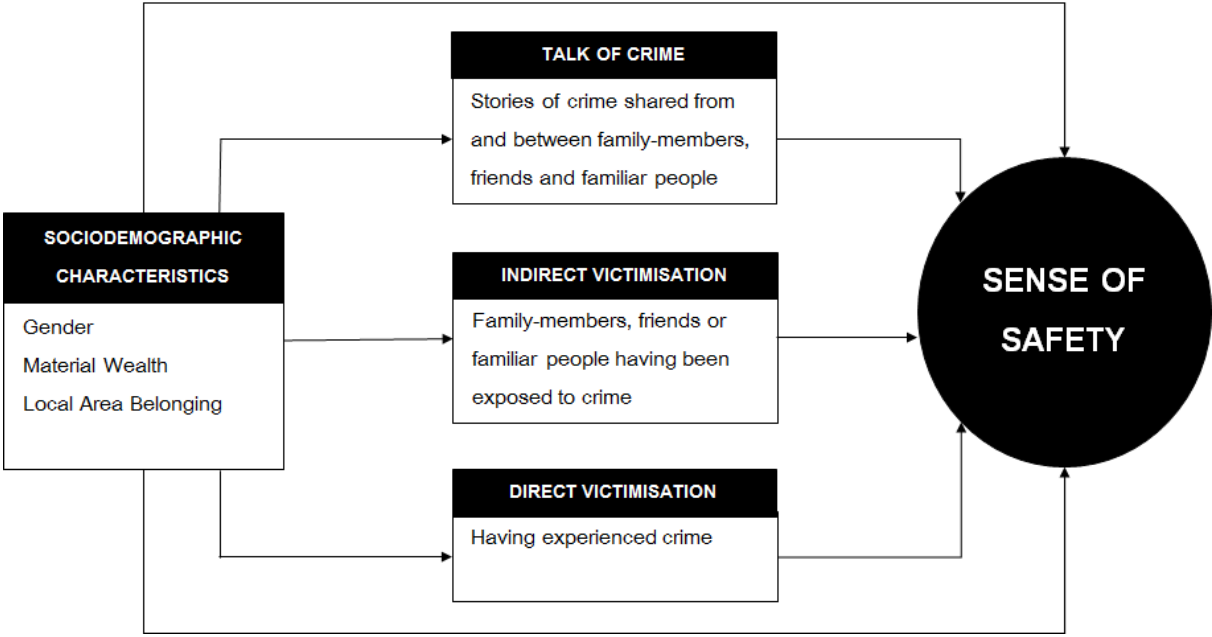 TALK OF CRIME
Stories of crime shared from
and between family-members,
friends and familiar people
SOCIODEMOGRAPHIC
CHARACTERISTICS
Gender
Material Wealth
Local Area Belonging
INDIRECT VICTIMISATION
Family-members, friends or
familiar people having been
exposed to crime
DIRECT VICTIMISATION
Having experienced crime
SENSE OF
SAFETY